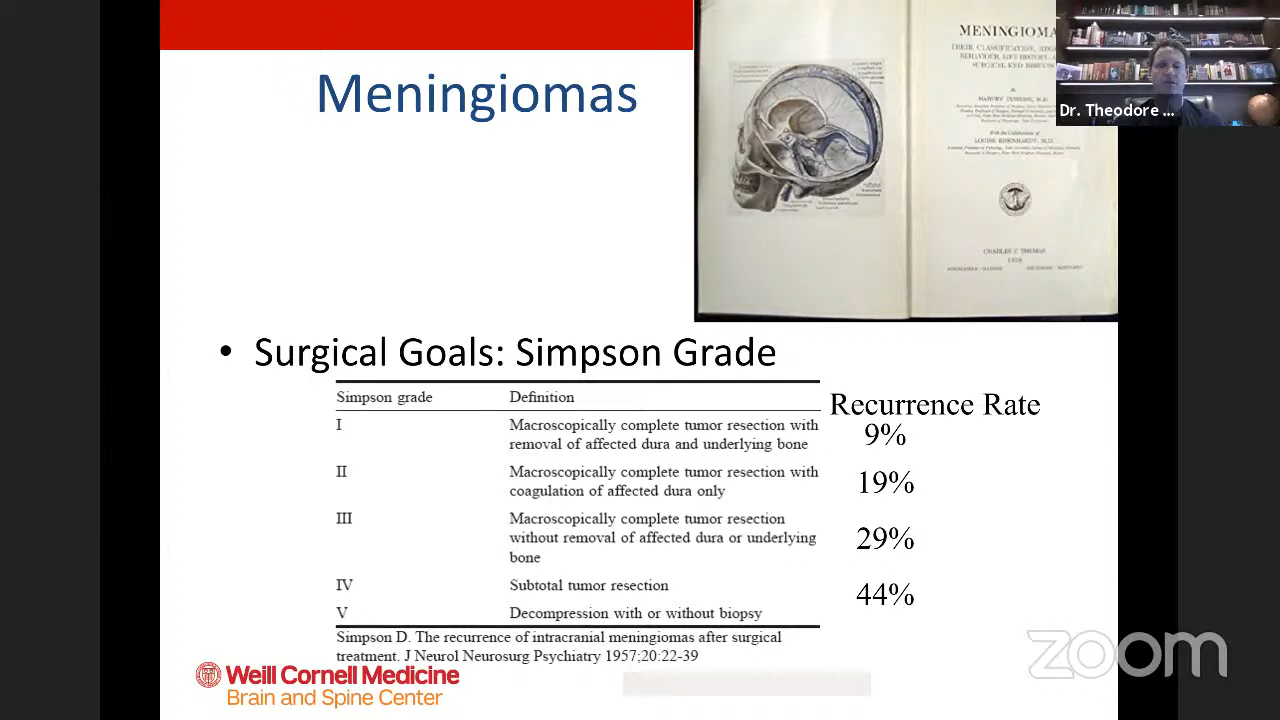 Meningiomas
MENINGIOMA
THEIR CLASSIFICATION,
BEHAVIOUR, LIFE HISTORY,
SURGICAL END
By
HARVEY CUSHING, M.D.
With the Collaboration of
LOUISE EISENHARDT, M.D.
CHARLES C THOMAS
1938
Dr. Theodore ...
• Surgical Goals: Simpson Grade
Simpson grade Definition Recurrence Rate
I Macroscopically complete tumor resection with 9%
removal of affected dura and underlying bone
II Macroscopically complete tumor resection with 19%
coagulation of affected dura only
III Macroscopically complete tumor resection 29%
without removal of affected dura or underlying
bone
IV Subtotal tumor resection 44%
V Decompression with or without biopsy
Simpson D. The recurrence of intracranial meningiomas after surgical
treatment. J Neurol Neurosurg Psychiatry 1957;20:22-39
Weill Cornell Medicine
Brain and Spine Center
zoom